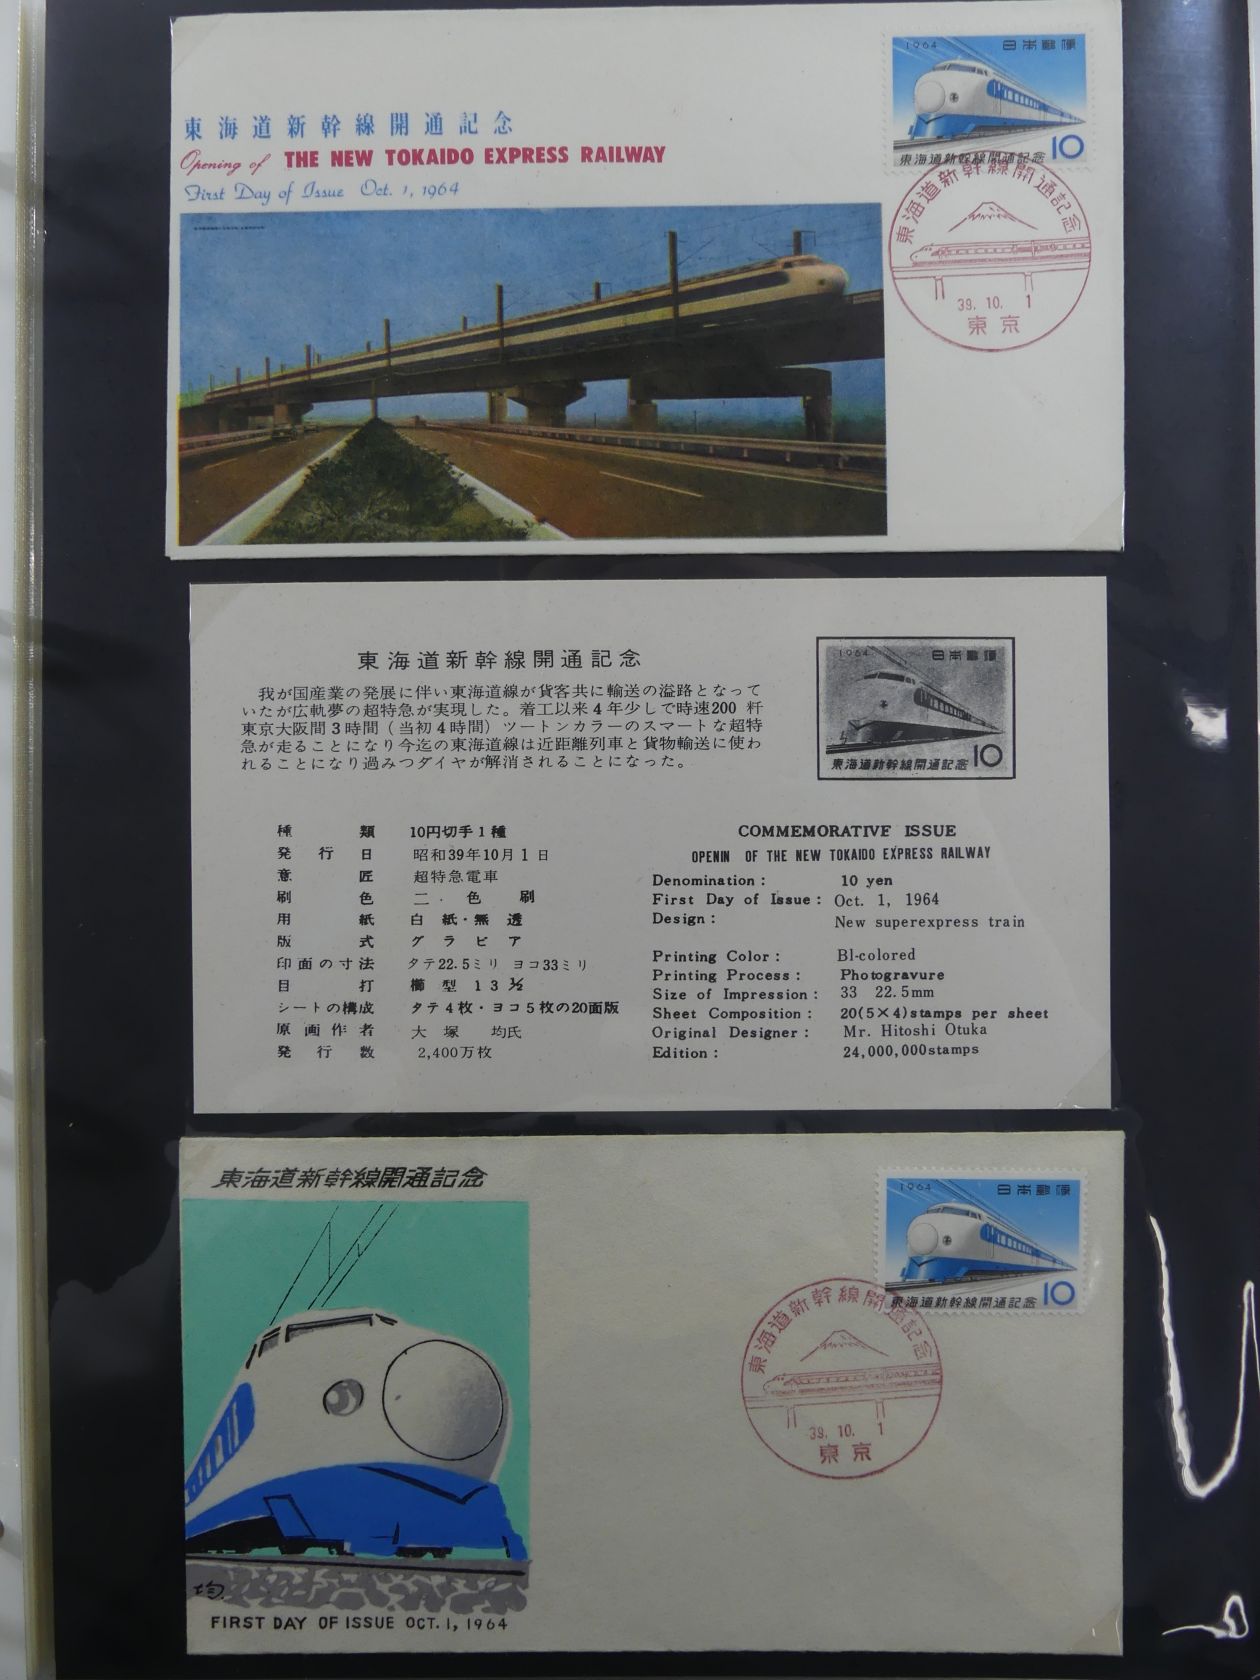 東海道新幹線開通記念
Opening of THE NEW TOKAIDO EXPRESS RAILWAY
First Day of Issue Oct. 1, 1964
1964 日本郵便
東海道新幹線開通記念 10
東海道新幹線開通記念
39. 10. 1
東京
東海道新幹線開通記念
我が国産業の発展に伴い東海道線が貨客共に輸送の溢路となって
いたが広軌夢の超特急が実現した。着工以来4年少しで時速200 粁
東京大阪間3時間(当初4時間)ツートンカラーのスマートな超特
急が走ることになり今迄の東海道線は近距離列車と貨物輸送に使わ
れることになり過みつダイヤが解消されることになった。
1964 日本郵便
東海道新幹線開通記念 10
種類 10円切手1種
発行日 昭和39年10月1日
意匠 超特急電車
刷色 二・色刷
用紙 白紙・無透
版式 グラビア
印面の寸法 タテ22.5ミリ ヨコ33ミリ
目打 櫛型 13½
シートの構成 タテ4枚・ヨコ5枚の20面版
原画作者 大塚 均氏
発行数 2,400万枚
COMMEMORATIVE ISSUE
OPENIN OF THE NEW TOKAIDO EXPRESS RAILWAY
Denomination: 10 yen
First Day of Issue: Oct. 1, 1964
Design: New superexpress train
Printing Color: Bl-colored
Printing Process: Photogravure
Size of Impression: 33 22.5mm
Sheet Composition: 20(5×4)stamps per sheet
Original Designer: Mr. Hitoshi Otuka
Edition: 24,000,000stamps
東海道新幹線開通記念
1964 日本郵便
東海道新幹線開通記念 10
東海道新幹線開通記念
39. 10. 1
東京
均
FIRST DAY OF ISSUE OCT. 1, 1964